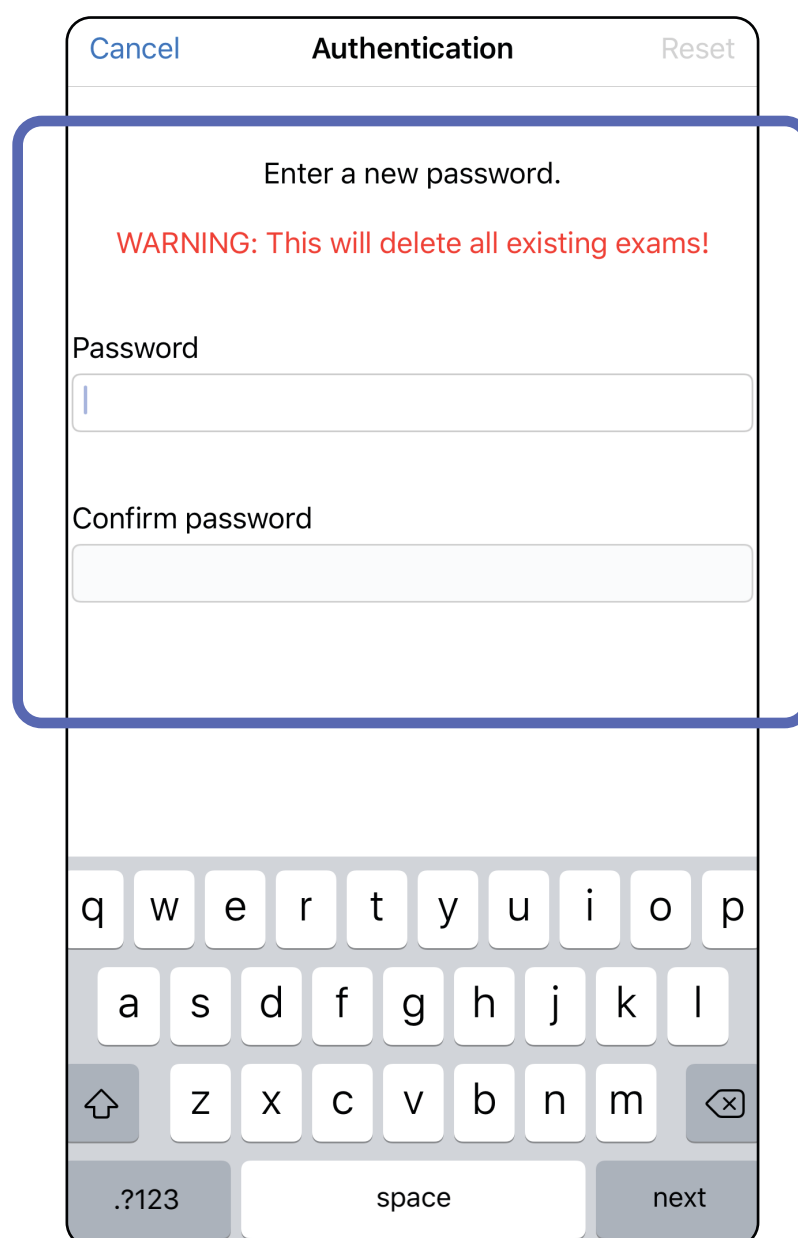 Cancel Authentication Reset
Enter a new password.
WARNING: This will delete all existing exams!
Password
Confirm password
q w e r t y u i o p
a s d f g h j k l
z x c v b n m
.?123 space next